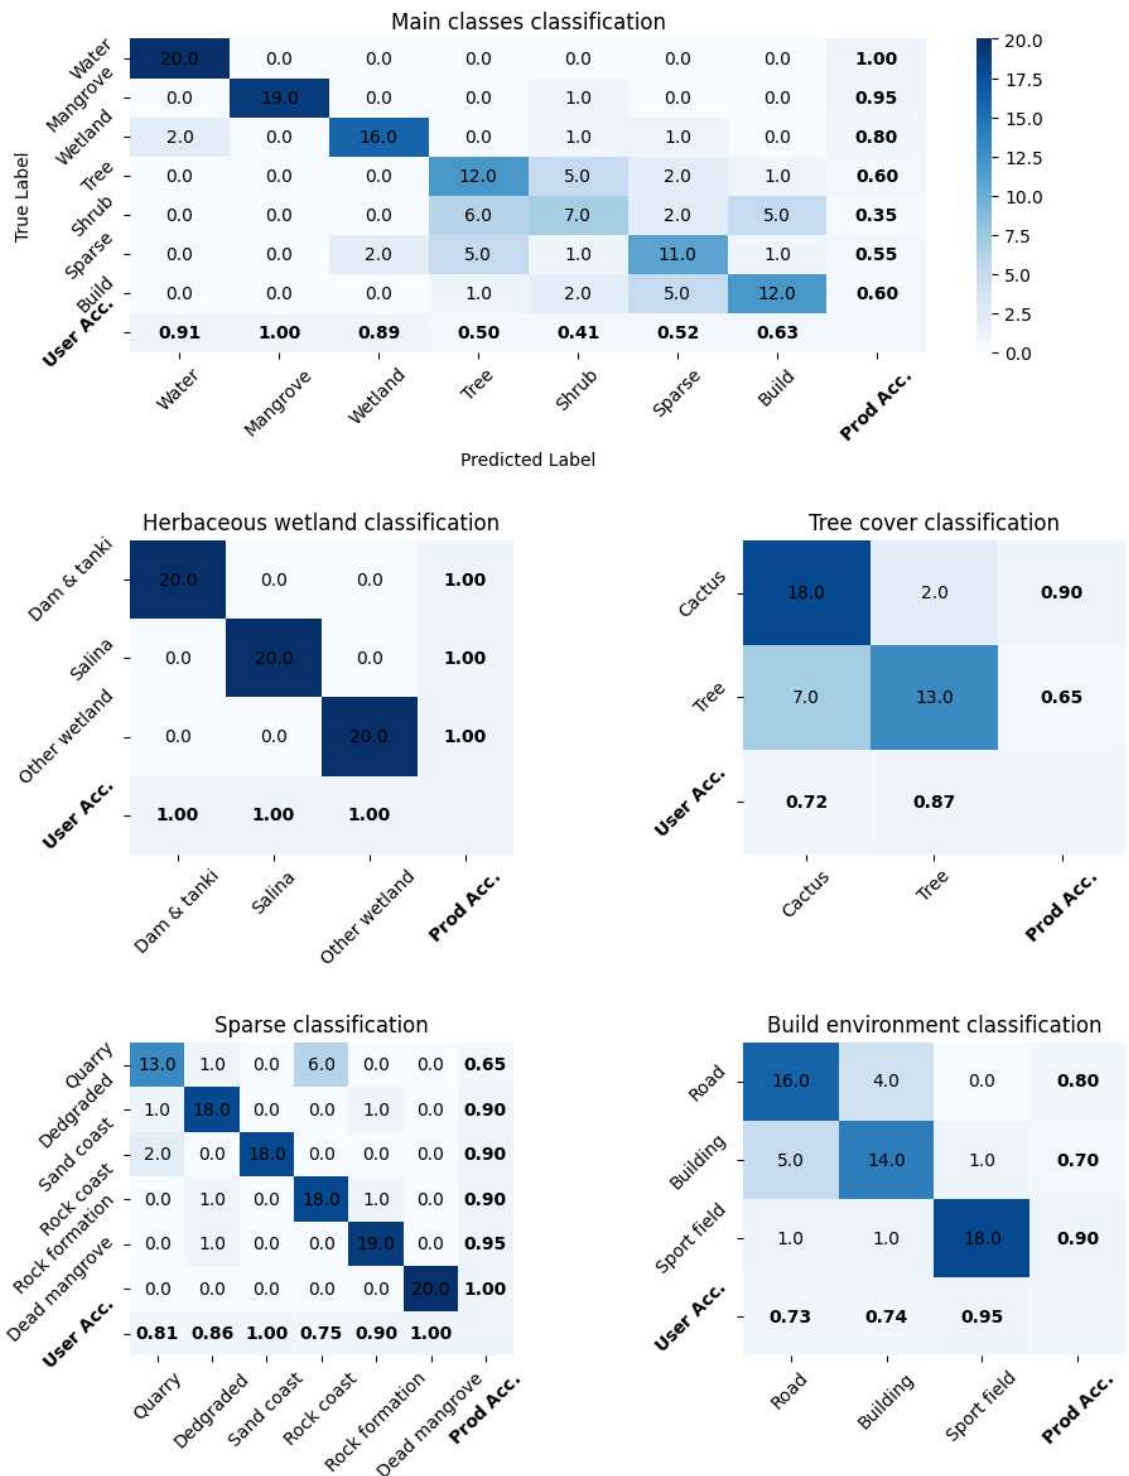 Main classes classification
Water 20.0 0.0 0.0 0.0 0.0 0.0 0.0 1.00
Mangrove 0.0 19.0 0.0 0.0 1.0 0.0 0.0 0.95
Wetland 2.0 0.0 16.0 0.0 1.0 1.0 0.0 0.80
Tree 0.0 0.0 0.0 12.0 5.0 2.0 1.0 0.60
Shrub 0.0 0.0 0.0 6.0 7.0 2.0 5.0 0.35
Sparse 0.0 0.0 2.0 5.0 1.0 11.0 1.0 0.55
Build 0.0 0.0 0.0 1.0 2.0 5.0 12.0 0.60
User Acc. 0.91 1.00 0.89 0.50 0.41 0.52 0.63
Water Mangrove Wetland Tree Shrub Sparse Build Prod Acc.
True Label
Predicted Label
20.0
17.5
15.0
12.5
10.0
7.5
5.0
2.5
0.0
Herbaceous wetland classification
Dam & tanki 20.0 0.0 0.0 1.00
Salina 0.0 20.0 0.0 1.00
Other wetland 0.0 0.0 20.0 1.00
User Acc. 1.00 1.00 1.00
Dam & tanki Salina Other wetland Prod Acc.
Tree cover classification
Cactus 18.0 2.0 0.90
Tree 7.0 13.0 0.65
User Acc. 0.72 0.87
Cactus Tree Prod Acc.
Sparse classification
Quarry 13.0 1.0 0.0 6.0 0.0 0.0 0.65
Dedgraded 1.0 18.0 0.0 0.0 1.0 0.0 0.90
Sand coast 2.0 0.0 18.0 0.0 0.0 0.0 0.90
Rock coast 0.0 1.0 0.0 18.0 1.0 0.0 0.90
Rock formation 0.0 1.0 0.0 0.0 19.0 0.0 0.95
Dead mangrove 0.0 0.0 0.0 0.0 0.0 20.0 1.00
User Acc. 0.81 0.86 1.00 0.75 0.90 1.00
Quarry Dedgraded Sand coast Rock coast Rock formation Dead mangrove Prod Acc.
Build environment classification
Road 16.0 4.0 0.0 0.80
Building 5.0 14.0 1.0 0.70
Sport field 1.0 1.0 18.0 0.90
User Acc. 0.73 0.74 0.95
Road Building Sport field Prod Acc.